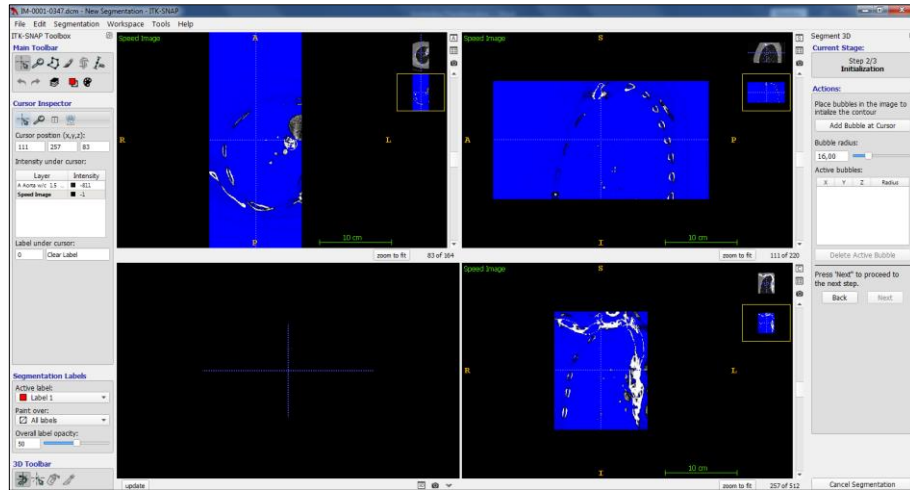 IM-0001-0347.dcm - New Segmentation - ITK-SNAP
File Edit Segmentation Workspace Tools Help
ITK-SNAP Toolbox
Main Toolbar
Cursor Inspector
Cursor position (x,y,z):
111 257 83
Intensity under cursor:
Layer Intensity
A Aorta w/c 1.5 ... -811
Speed Image -1
Label under cursor:
0 Clear Label
Segmentation Labels
Active label:
Label 1
Paint over:
All labels
Overall label opacity:
50
3D Toolbar
Speed Image
A
R
L
P
10 cm
zoom to fit 83 of 164
Speed Image
S
A
P
I
10 cm
zoom to fit 111 of 220
update
Speed Image
S
R
L
I
10 cm
zoom to fit 257 of 512
Segment 3D
Current Stage:
Step 2/3
Initialization
Actions:
Place bubbles in the image to
initialize the contour
Add Bubble at Cursor
Bubble radius:
16,00
Active bubbles:
X Y Z Radius
Delete Active Bubble
Press 'Next" to proceed to
the next step.
Back Next
Cancel Segmentation